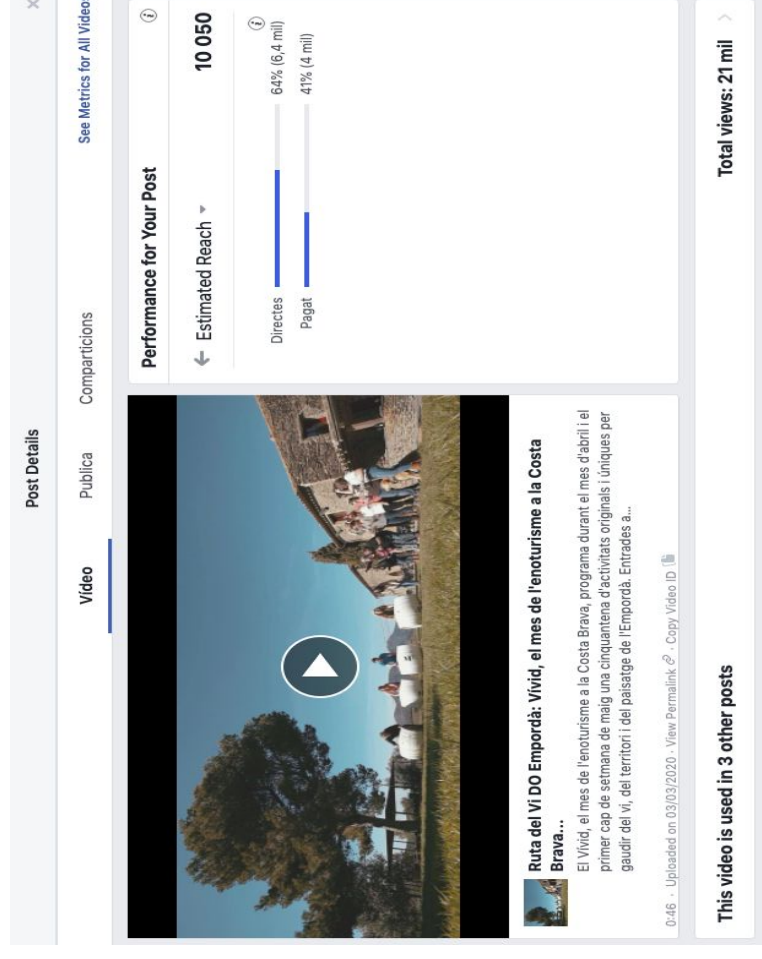 Post Details
×
Vídeo
Publica
Comparticions
See Metrics for All Videos
Ruta del Vi DO Empordà: Vívid, el mes de l'enoturisme a la Costa
Brava...
El Vívid, el mes de l'enoturisme a la Costa Brava, programa durant el mes d'abril i el
primer cap de setmana de maig una cinquantena d'activitats originals i úniques per
gaudir del vi, del territori i del paisatge de l'Empordà. Entrades a...
0:46 · Uploaded on 03/03/2020 · View Permalink · Copy Video ID
Performance for Your Post
Estimated Reach
10 050
Directes
64% (6,4 mil)
Pagat
41% (4 mil)
This video is used in 3 other posts
Total views: 21 mil